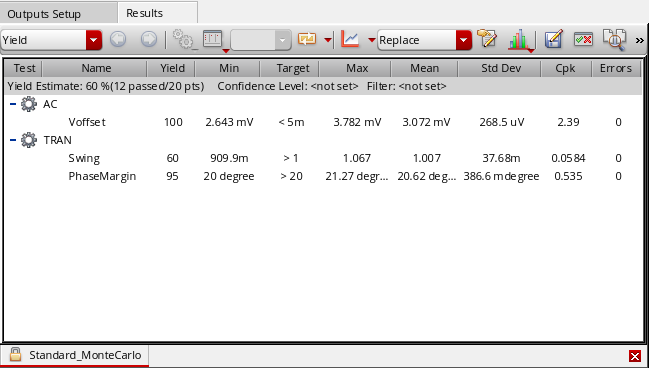 Outputs Setup Results
Yield Replace »
Test Name Yield Min Target Max Mean Std Dev Cpk Errors
Yield Estimate: 60 %(12 passed/20 pts) Confidence Level: <not set> Filter: <not set>
AC
Voffset 100 2.643 mV < 5m 3.782 mV 3.072 mV 268.5 uV 2.39 0
TRAN
Swing 60 909.9m > 1 1.067 1.007 37.68m 0.0584 0
PhaseMargin 95 20 degree > 20 21.27 degr... 20.62 deg... 386.6 mdegree 0.535 0
Standard_MonteCarlo